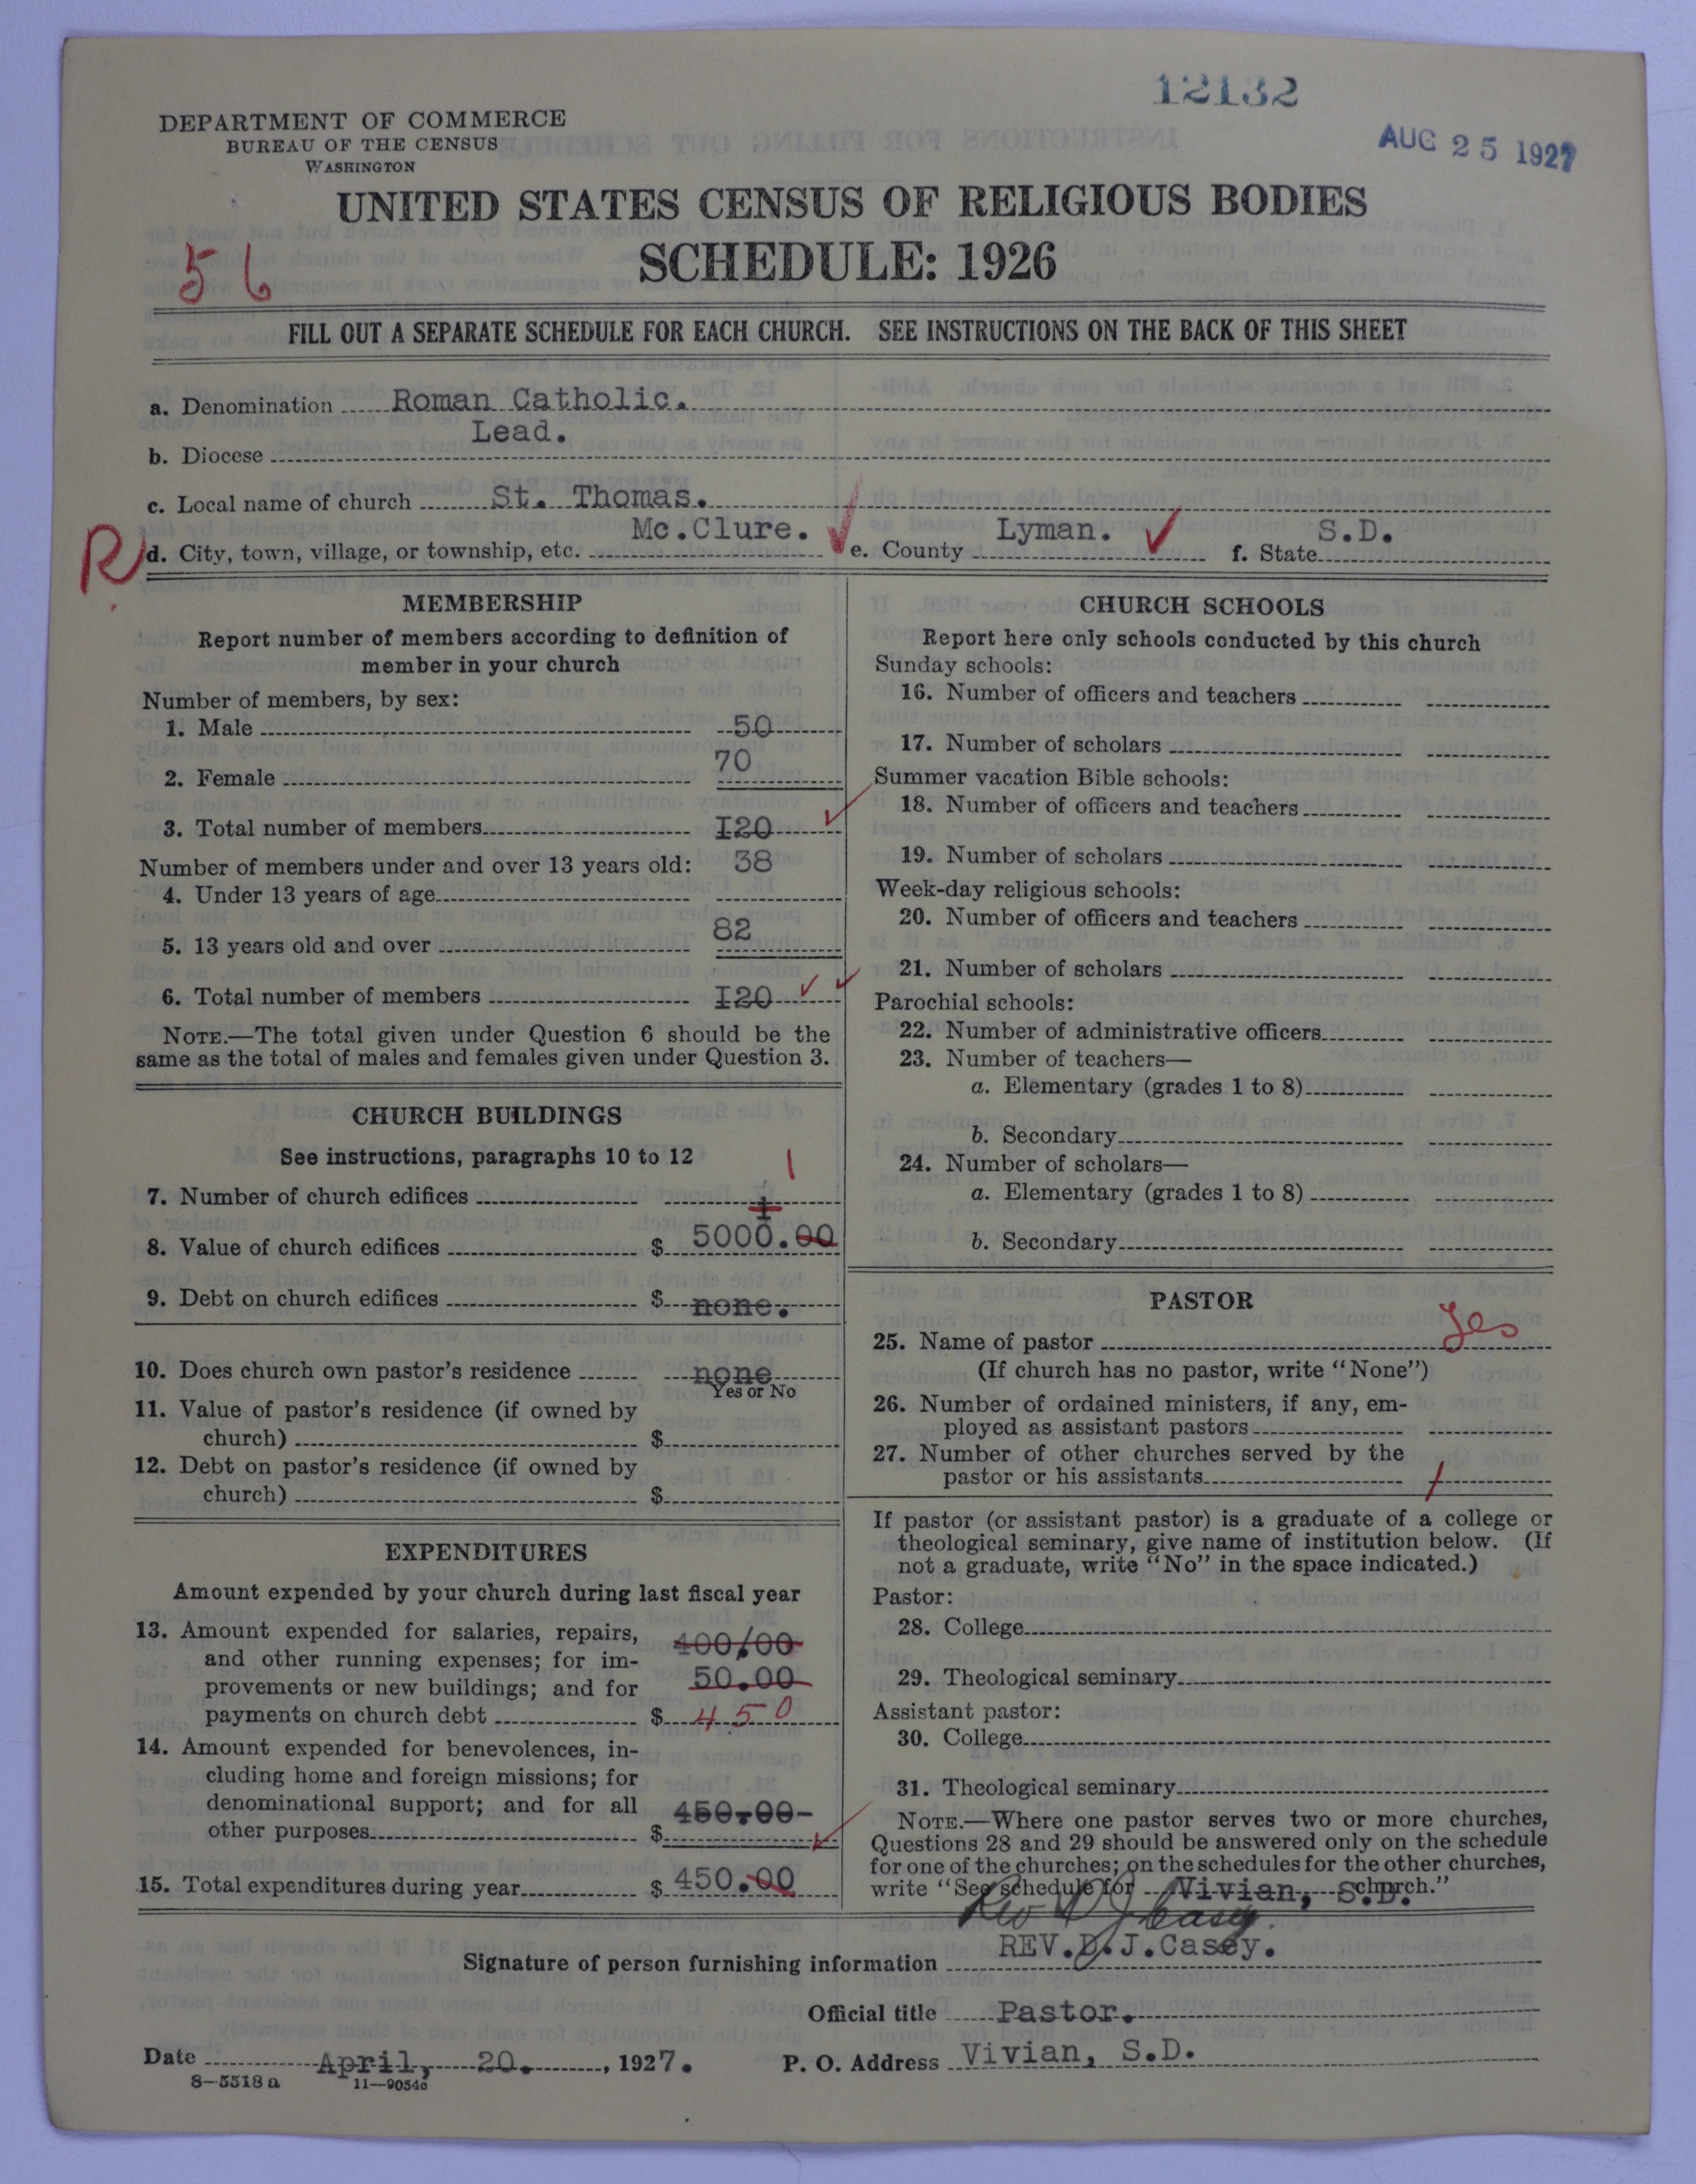 12132
AUG 25 1927
DEPARTMENT OF COMMERCE
BUREAU OF THE CENSUS
WASHINGTON
UNITED STATES CENSUS OF RELIGIOUS BODIES
SCHEDULE: 1926
56
FILL OUT A SEPARATE SCHEDULE FOR EACH CHURCH. SEE INSTRUCTIONS ON THE BACK OF THIS SHEET
a. Denomination Roman Catholic.
b. Diocese Lead.
c. Local name of church St. Thomas.
R d. City, town, village, or township, etc. Mc.Clure. e. County Lyman. f. State S.D.
MEMBERSHIP
Report number of members according to definition of
member in your church
Number of members, by sex:
1. Male 50
2. Female 70
3. Total number of members I20
Number of members under and over 13 years old:
4. Under 13 years of age 38
5. 13 years old and over 82
6. Total number of members I20
NOTE.—The total given under Question 6 should be the
same as the total of males and females given under Question 3.
CHURCH BUILDINGS
See instructions, paragraphs 10 to 12
1
7. Number of church edifices 1
8. Value of church edifices $ 5000.00
9. Debt on church edifices $ none.
10. Does church own pastor's residence none
Yes or No
11. Value of pastor's residence (if owned by
church) $
12. Debt on pastor's residence (if owned by
church) $
EXPENDITURES
Amount expended by your church during last fiscal year
13. Amount expended for salaries, repairs, 400.00
and other running expenses; for im-
provements or new buildings; and for 50.00
payments on church debt $ 450
14. Amount expended for benevolences, in-
cluding home and foreign missions; for
denominational support; and for all 450.00-
other purposes $
15. Total expenditures during year $ 450.00
CHURCH SCHOOLS
Report here only schools conducted by this church
Sunday schools:
16. Number of officers and teachers
17. Number of scholars
Summer vacation Bible schools:
18. Number of officers and teachers
19. Number of scholars
Week-day religious schools:
20. Number of officers and teachers
21. Number of scholars
Parochial schools:
22. Number of administrative officers
23. Number of teachers—
a. Elementary (grades 1 to 8)
b. Secondary
24. Number of scholars—
a. Elementary (grades 1 to 8)
b. Secondary
PASTOR
25. Name of pastor Yes
(If church has no pastor, write "None")
26. Number of ordained ministers, if any, em-
ployed as assistant pastors
27. Number of other churches served by the
pastor or his assistants 1
If pastor (or assistant pastor) is a graduate of a college or
theological seminary, give name of institution below. (If
not a graduate, write "No" in the space indicated.)
Pastor:
28. College
29. Theological seminary
Assistant pastor:
30. College
31. Theological seminary
NOTE.—Where one pastor serves two or more churches,
Questions 28 and 29 should be answered only on the schedule
for one of the churches; on the schedules for the other churches,
write "See schedule for Vivian, S.D. church."
Rev D J Casey.
Signature of person furnishing information REV.D.J.Casey.
Official title Pastor.
Date April, 20. , 1927. P. O. Address Vivian, S.D.
8—5518 a 11—9054c